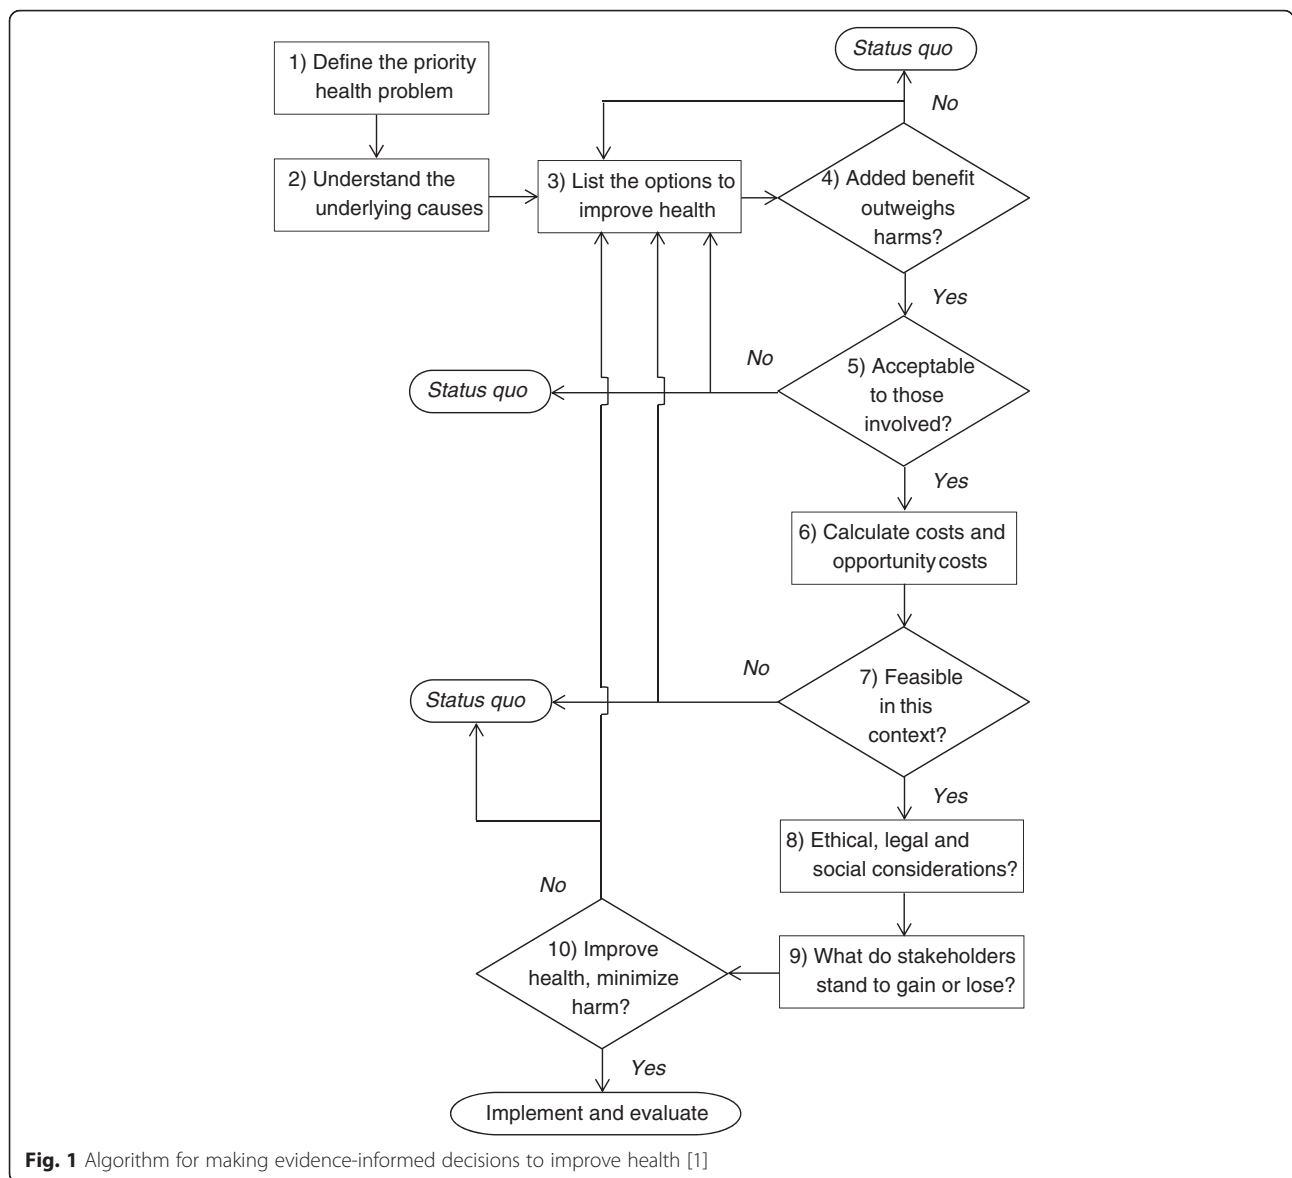 1) Define the priority
health problem
2) Understand the
underlying causes
3) List the options to
improve health
Status quo
No
4) Added benefit
outweighs
harms?
Yes
No
5) Acceptable
to those
involved?
Status quo
Yes
6) Calculate costs and
opportunity costs
No
7) Feasible
in this
context?
Status quo
Yes
8) Ethical, legal and
social considerations?
9) What do stakeholders
stand to gain or lose?
No
10) Improve
health, minimize
harm?
Yes
Implement and evaluate
Fig. 1 Algorithm for making evidence-informed decisions to improve health [1]